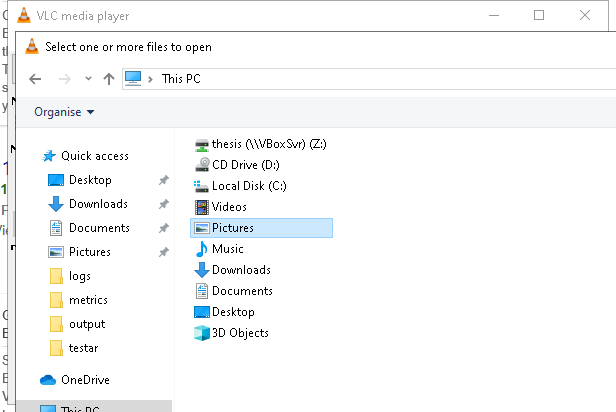 VLC media player
Select one or more files to open
This PC
Organise
Quick access
Desktop
Downloads
Documents
Pictures
logs
metrics
output
testar
OneDrive
This PC
thesis (\\VBoxSvr) (Z:)
CD Drive (D:)
Local Disk (C:)
Videos
Pictures
Music
Downloads
Documents
Desktop
3D Objects